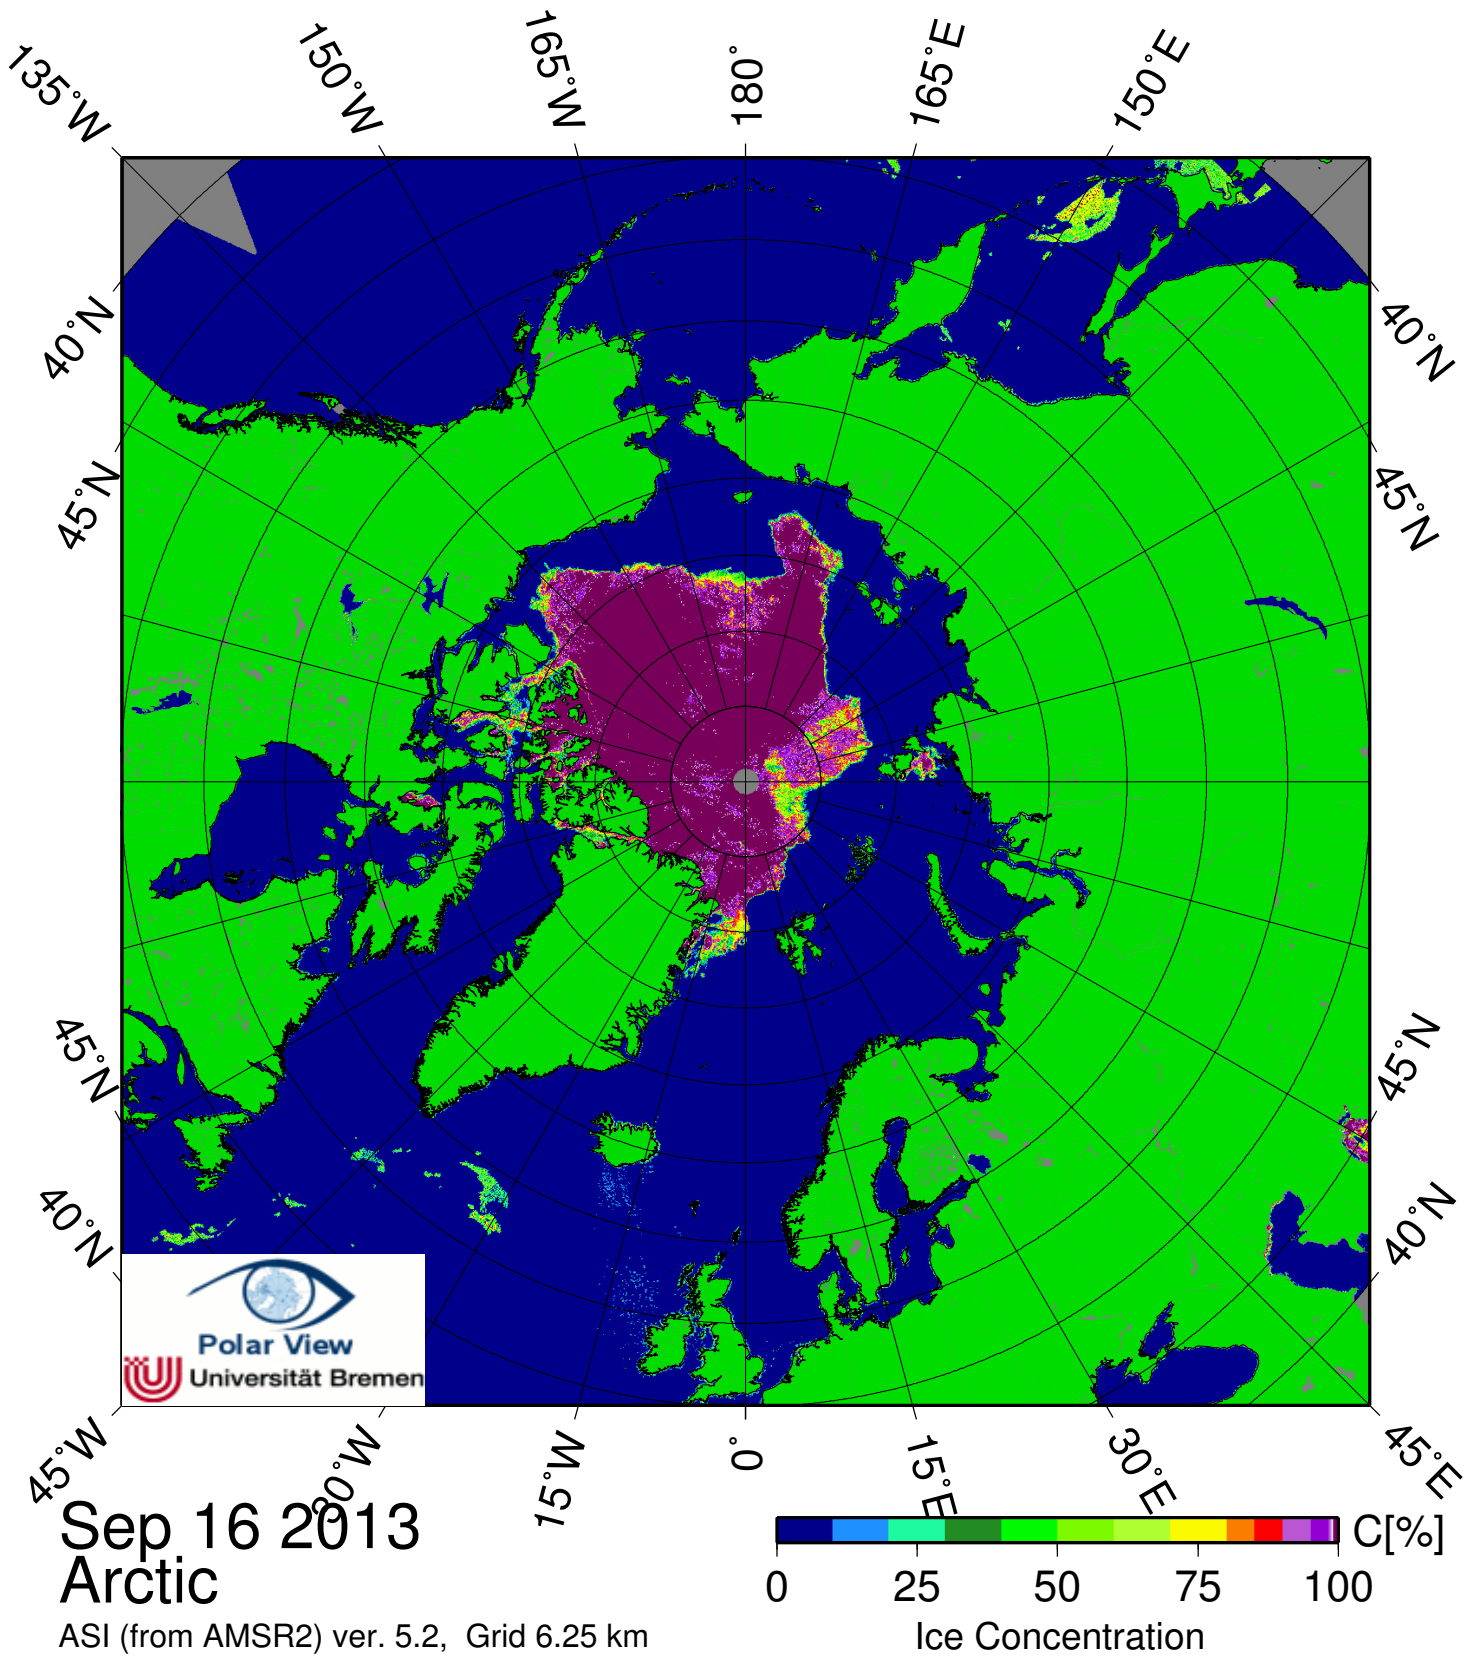 135°W
150°W
165°W
180°
165°E
150°E
40°N
45°N
45°N
40°N
40°N
45°N
45°N
40°N
Polar View
Universität Bremen
45°W
30°W
15°W
0°
15°E
30°E
45°E
Sep 16 2013
Arctic
ASI (from AMSR2) ver. 5.2, Grid 6.25 km
C[%]
0 25 50 75 100
Ice Concentration